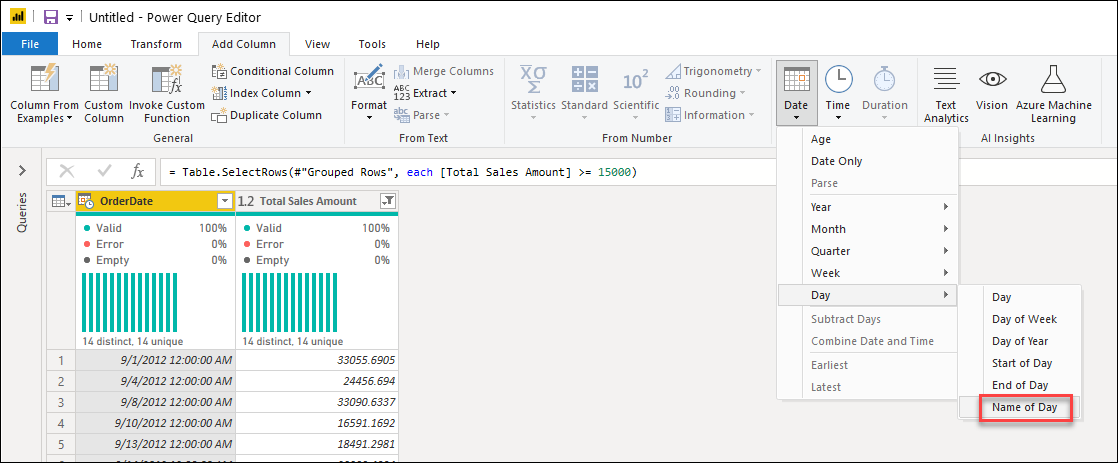 Untitled - Power Query Editor
File Home Transform Add Column View Tools Help
Column From Examples
Custom Column
Invoke Custom Function
Conditional Column
Index Column
Duplicate Column
General
ABC
Format
Merge Columns
ABC 123 Extract
abc Parse
From Text
XΣσ
Statistics
Standard
10² Scientific
Trigonometry
Rounding
Information
From Number
Date
Time
Duration
Text Analytics
Vision
Azure Machine Learning
AI Insights
Age
Date Only
Parse
Year
Month
Quarter
Week
Day
Subtract Days
Combine Date and Time
Earliest
Latest
Day
Day of Week
Day of Year
Start of Day
End of Day
Name of Day
Queries
fx = Table.SelectRows(#"Grouped Rows", each [Total Sales Amount] >= 15000)
OrderDate 1.2 Total Sales Amount
Valid 100% Valid 100%
Error 0% Error 0%
Empty 0% Empty 0%
14 distinct, 14 unique 14 distinct, 14 unique
1 9/1/2012 12:00:00 AM 33055.6905
2 9/4/2012 12:00:00 AM 24456.694
3 9/8/2012 12:00:00 AM 33090.6337
4 9/10/2012 12:00:00 AM 16591.1692
5 9/13/2012 12:00:00 AM 18491.2981